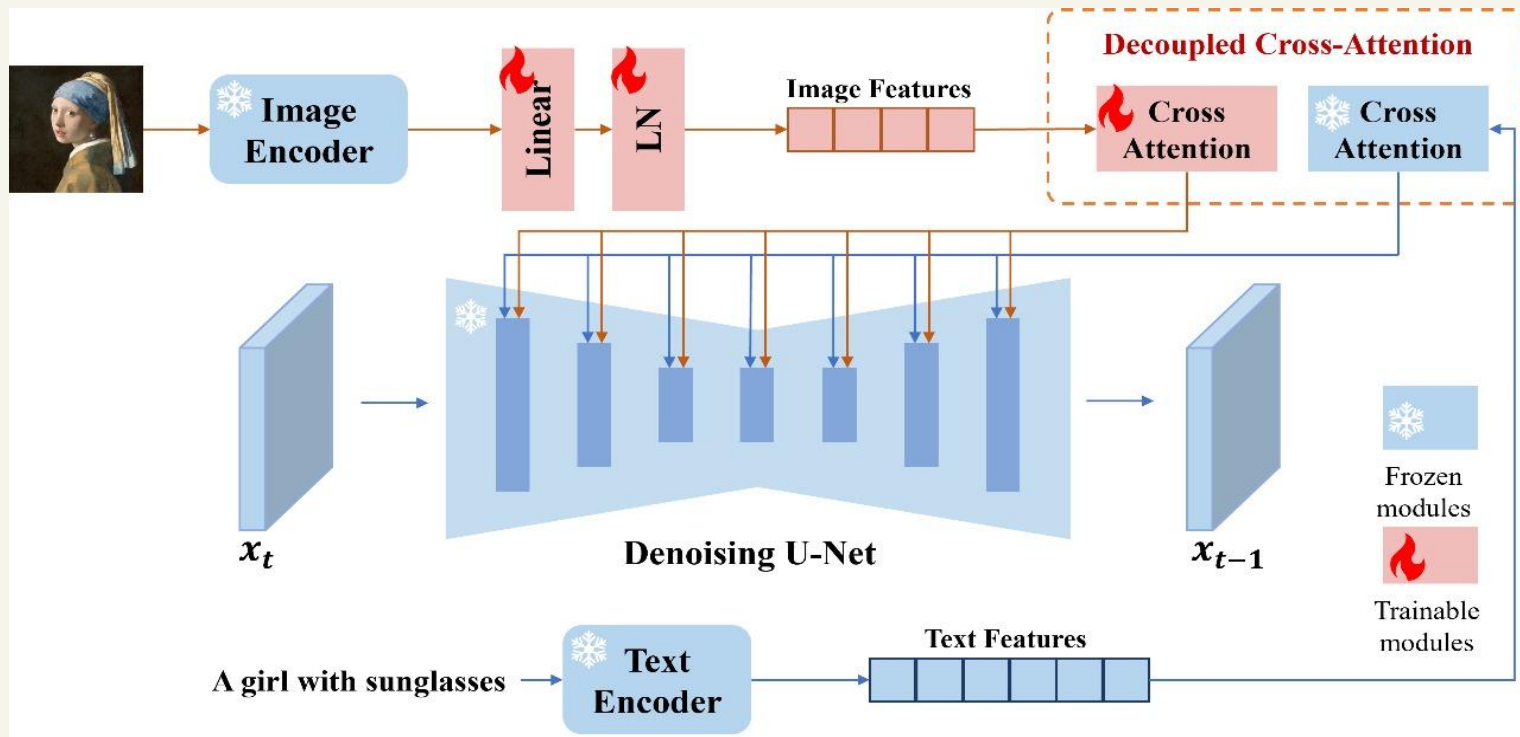 Decoupled Cross-Attention
Image
Encoder
Linear
LN
Image Features
Cross
Attention
Cross
Attention
x_t
Denoising U-Net
x_{t-1}
Frozen
modules
Trainable
modules
A girl with sunglasses
Text
Encoder
Text Features